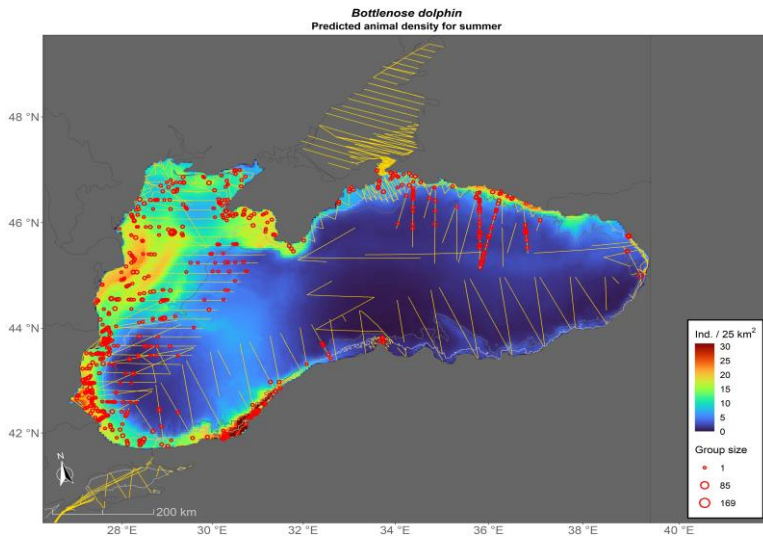 Bottlenose dolphin
Predicted animal density for summer
48 °N
46 °N
44 °N
42 °N
N
200 km
28 °E
30 °E
32 °E
34 °E
36 °E
38 °E
40 °E
Ind. / 25 km²
30
25
20
15
10
5
0
Group size
1
85
169